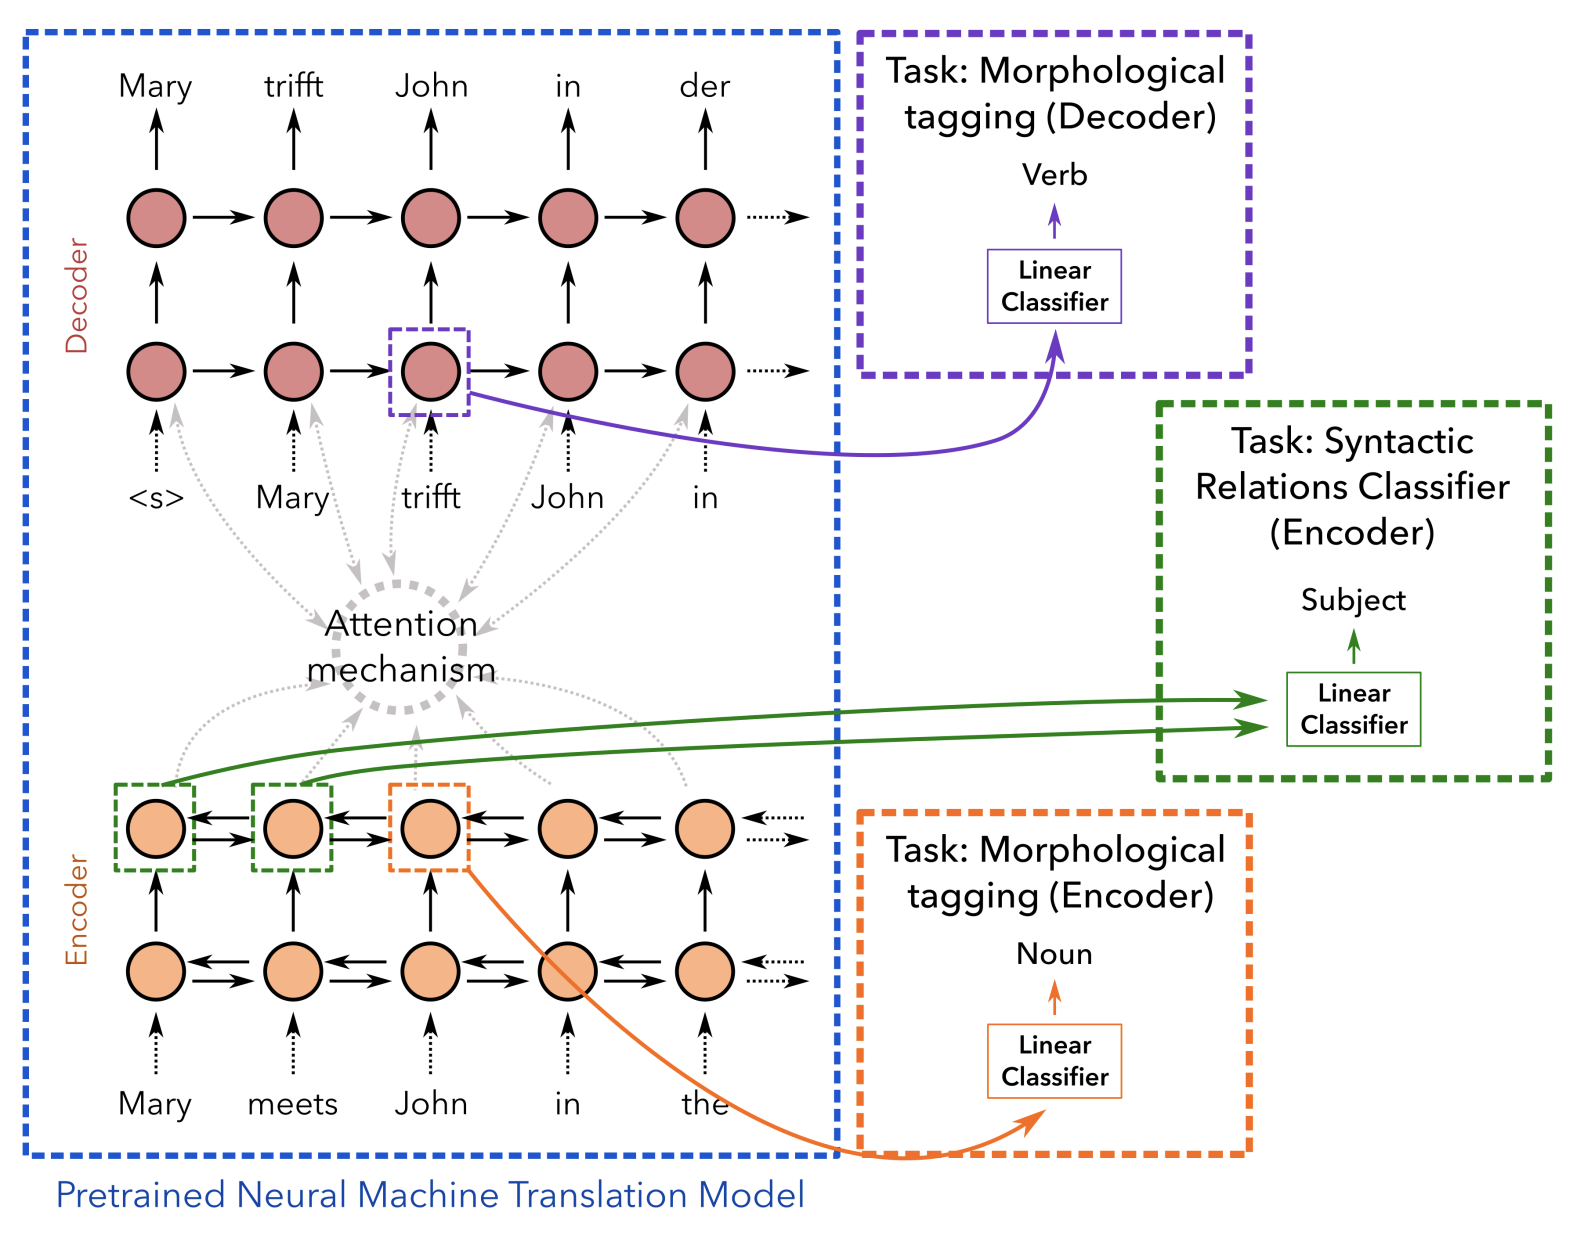 Mary trifft John in der
Decoder
<s> Mary trifft John in
Attention
mechanism
Encoder
Mary meets John in the
Pretrained Neural Machine Translation Model
Task: Morphological
tagging (Decoder)
Verb
Linear
Classifier
Task: Syntactic
Relations Classifier
(Encoder)
Subject
Linear
Classifier
Task: Morphological
tagging (Encoder)
Noun
Linear
Classifier